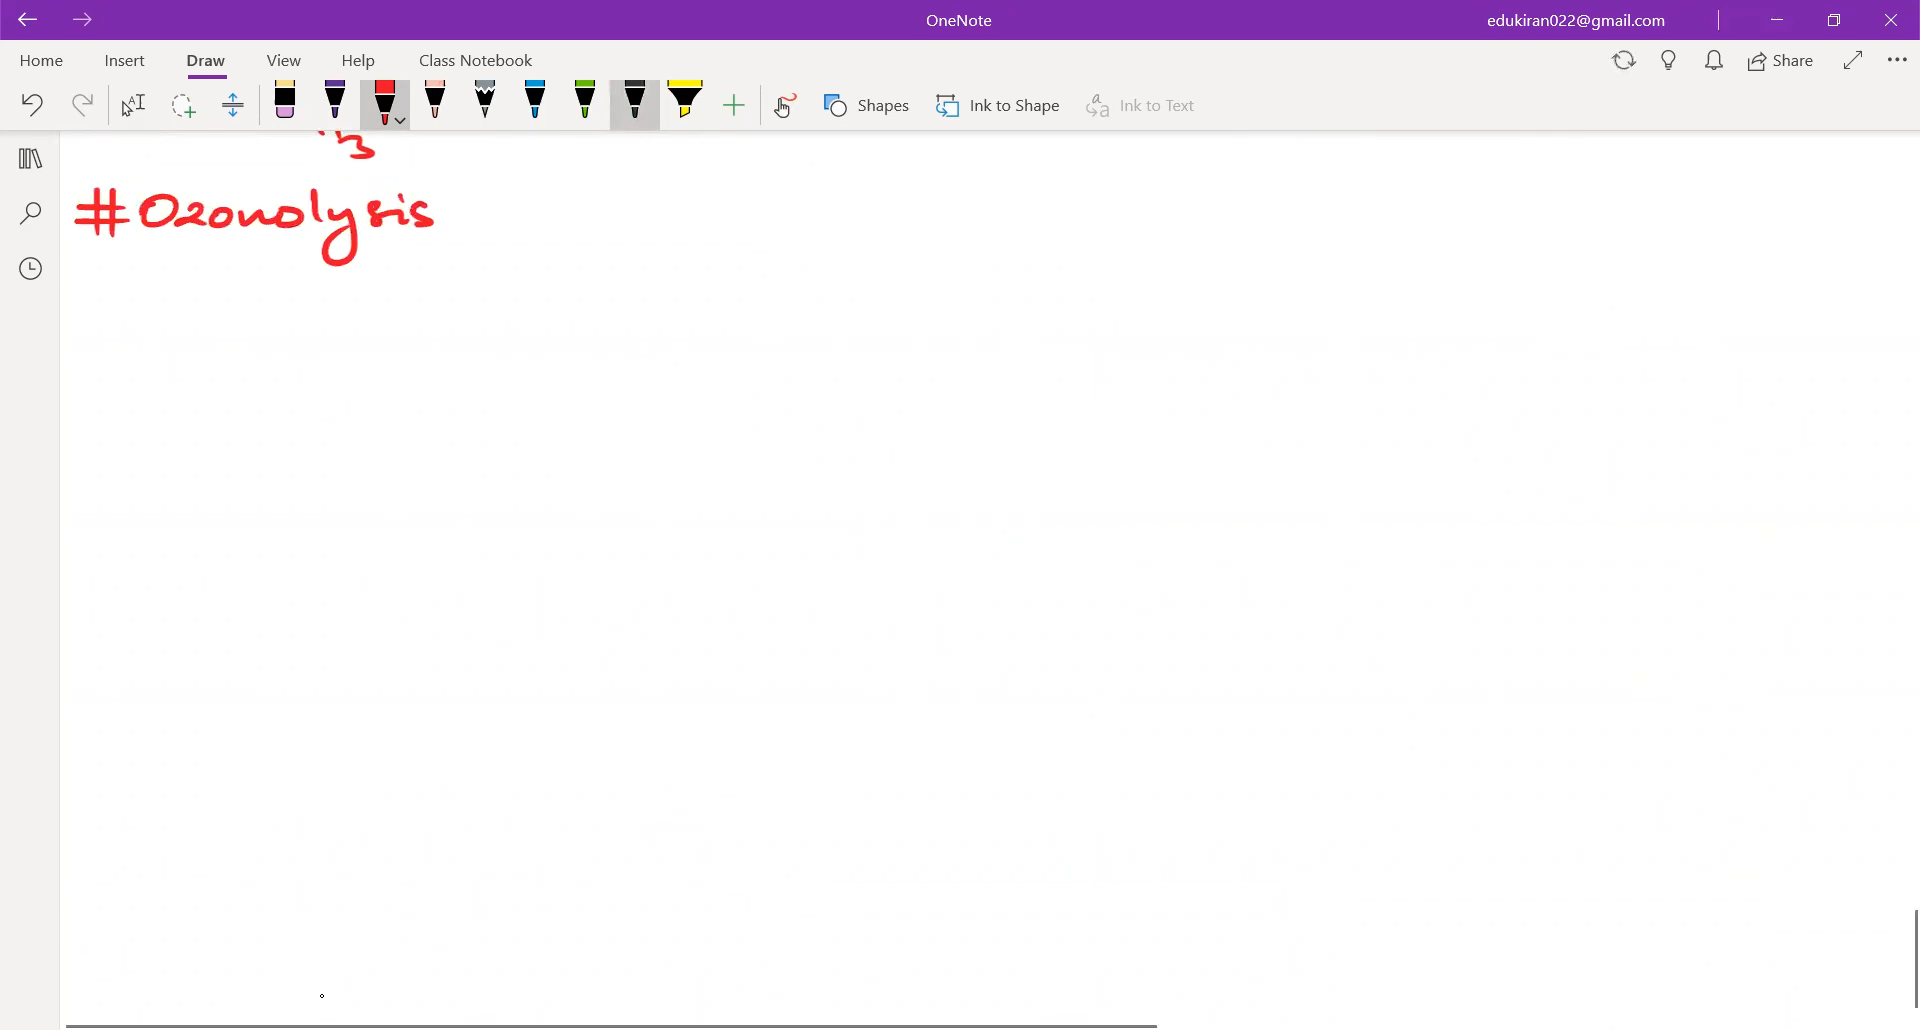 OneNote
edukiran022@gmail.com
Home Insert Draw View Help Class Notebook
Share
Shapes Ink to Shape Ink to Text
#Ozonolysis